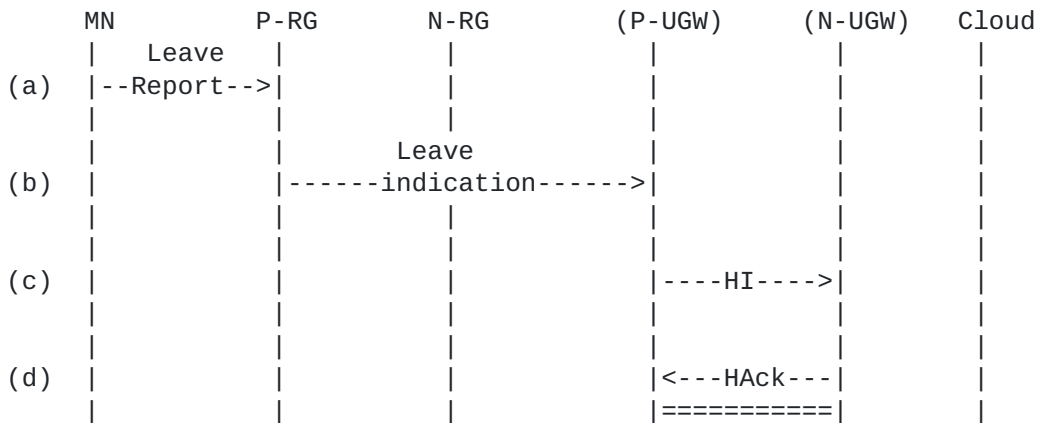 MN         P-RG       N-RG        (P-UGW)     (N-UGW)   Cloud
     |   Leave   |          |            |           |        |
(a)  |--Report-->|          |            |           |        |
     |           |          |            |           |        |
     |           |       Leave           |           |        |
(b)  |           |------indication------>|           |        |
     |           |          |            |           |        |
     |           |          |            |           |        |
(c)  |           |          |            |----HI---->|        |
     |           |          |            |           |        |
     |           |          |            |           |        |
(d)  |           |          |            |<---HAck---|        |
     |           |          |            |===========|        |